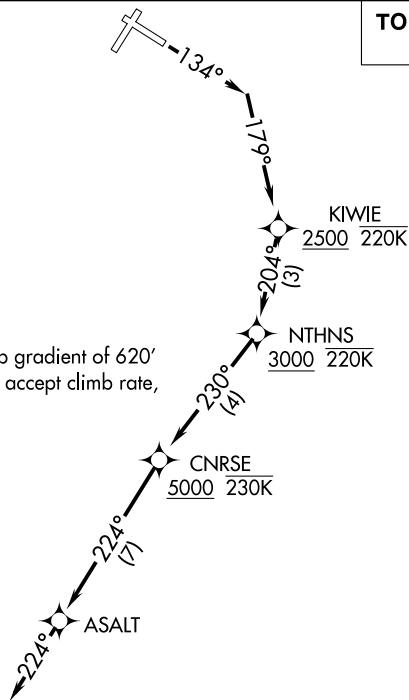 TO
134°
179°
KIWIE
2500 220K
204°
(3)
NTHNS
3000 220K
gradient of 620'
accept climb rate,
230°
(4)
CNRSE
5000 230K
224°
(7)
ASALT
224°